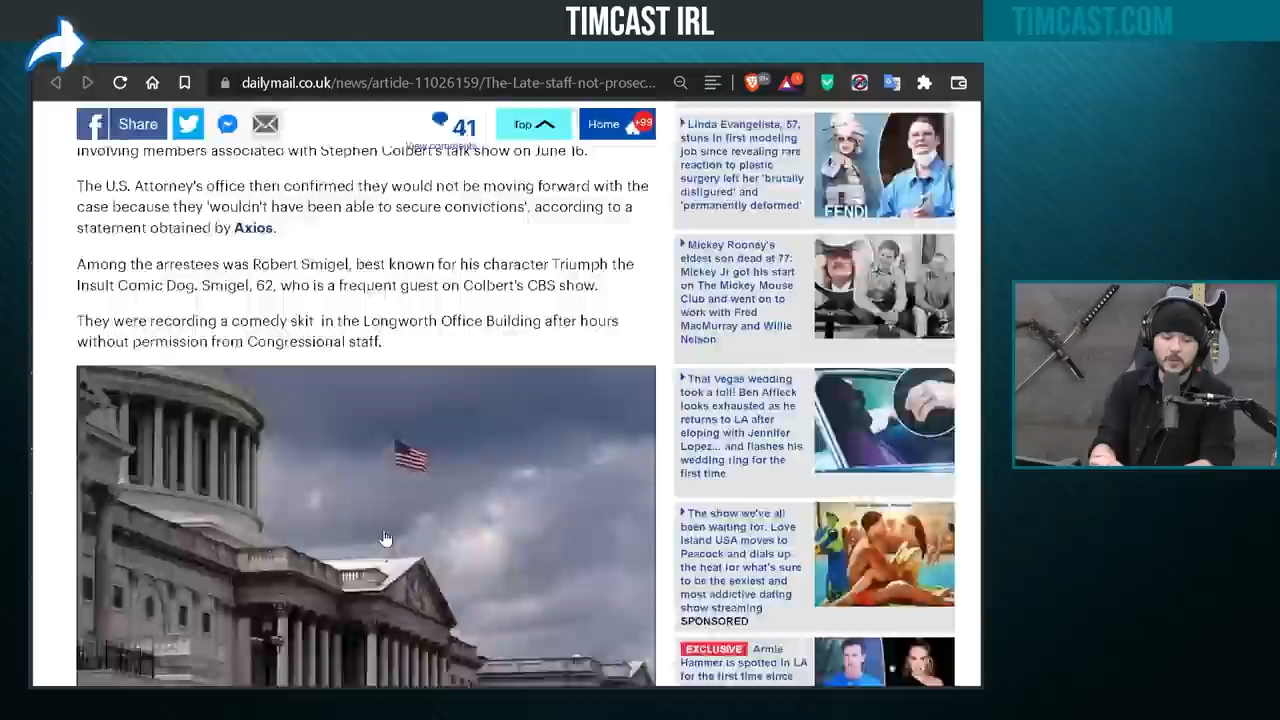 TIMCAST IRL
TIMCAST.COM
dailymail.co.uk/news/article-11026159/The-Late-staff-not-prosec...
99+
1
Share
41
View comments
Top
Home
+99
involving members associated with Stephen Colbert's talk show on June 16.
The U.S. Attorney's office then confirmed they would not be moving forward with the
case because they 'wouldn't have been able to secure convictions', according to a
statement obtained by Axios.
Among the arrestees was Robert Smigel, best known for his character Triumph the
Insult Comic Dog. Smigel, 62, who is a frequent guest on Colbert's CBS show.
They were recording a comedy skit in the Longworth Office Building after hours
without permission from Congressional staff.
Linda Evangelista, 57,
stuns in first modeling
job since revealing rare
reaction to plastic
surgery left her 'brutally
disfigured' and
'permanently deformed'
FENDI
Mickey Rooney's
eldest son dead at 77:
Mickey Jr got his start
on The Mickey Mouse
Club and went on to
work with Fred
MacMurray and Willie
Nelson
That Vegas wedding
took a toll! Ben Affleck
looks exhausted as he
returns to LA after
eloping with Jennifer
Lopez... and flashes his
wedding ring for the
first time
The show we've all
been waiting for. Love
Island USA moves to
Peacock and dials up
the heat for what's sure
to be the sexiest and
most addictive dating
show streaming
SPONSORED
EXCLUSIVE Armie
Hammer is spotted in LA
for the first time since